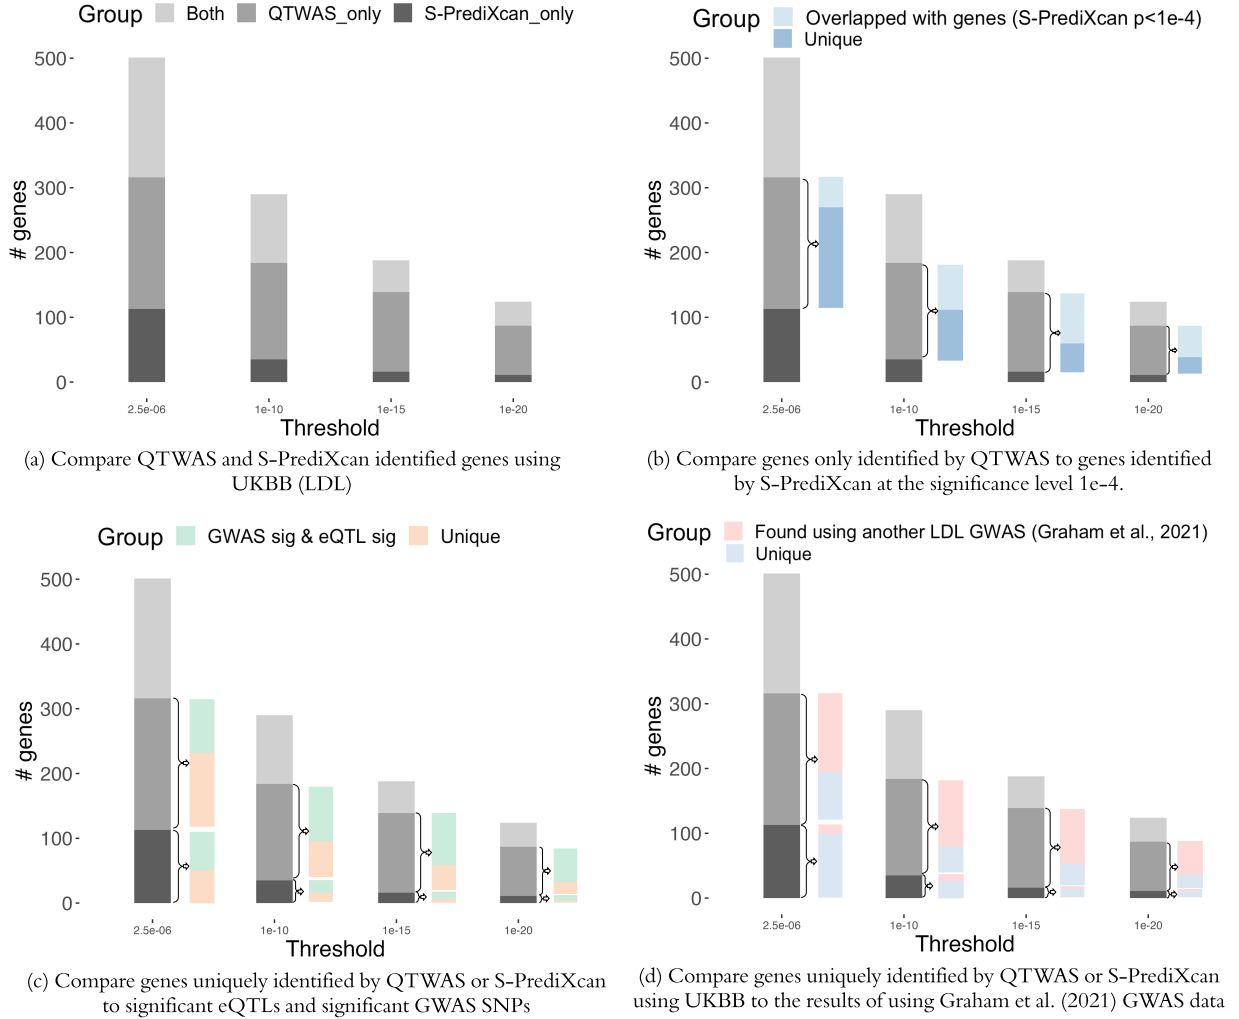 Group Both QTWAS_only S-PrediXcan_only
500
400
300
200
100
0
# genes
2.5e-06 1e-10 1e-15 1e-20
Threshold
(a) Compare QTWAS and S-PrediXcan identified genes using
UKBB (LDL)
Group Overlapped with genes (S-PrediXcan p<1e-4)
Unique
500
400
300
200
100
0
# genes
2.5e-06 1e-10 1e-15 1e-20
Threshold
(b) Compare genes only identified by QTWAS to genes identified
by S-PrediXcan at the significance level 1e-4.
Group GWAS sig & eQTL sig Unique
500
400
300
200
100
0
# genes
2.5e-06 1e-10 1e-15 1e-20
Threshold
(c) Compare genes uniquely identified by QTWAS or S-PrediXcan
to significant eQTLs and significant GWAS SNPs
Group Found using another LDL GWAS (Graham et al., 2021)
Unique
500
400
300
200
100
0
# genes
2.5e-06 1e-10 1e-15 1e-20
Threshold
(d) Compare genes uniquely identified by QTWAS or S-PrediXcan
using UKBB to the results of using Graham et al. (2021) GWAS data